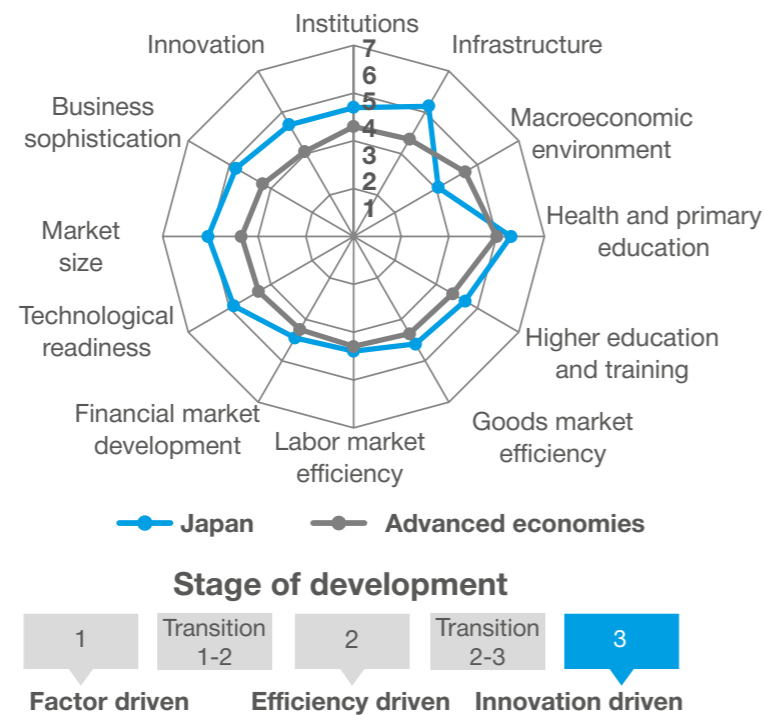 Institutions
Innovation
Infrastructure
7
6
5
4
3
2
1
Business
sophistication
Macroeconomic
environment
Market
size
Health and primary
education
Technological
readiness
Higher education
and training
Financial market
development
Labor market
efficiency
Goods market
efficiency
Japan
Advanced economies
Stage of development
1
Transition
1-2
2
Transition
2-3
3
Factor driven
Efficiency driven
Innovation driven